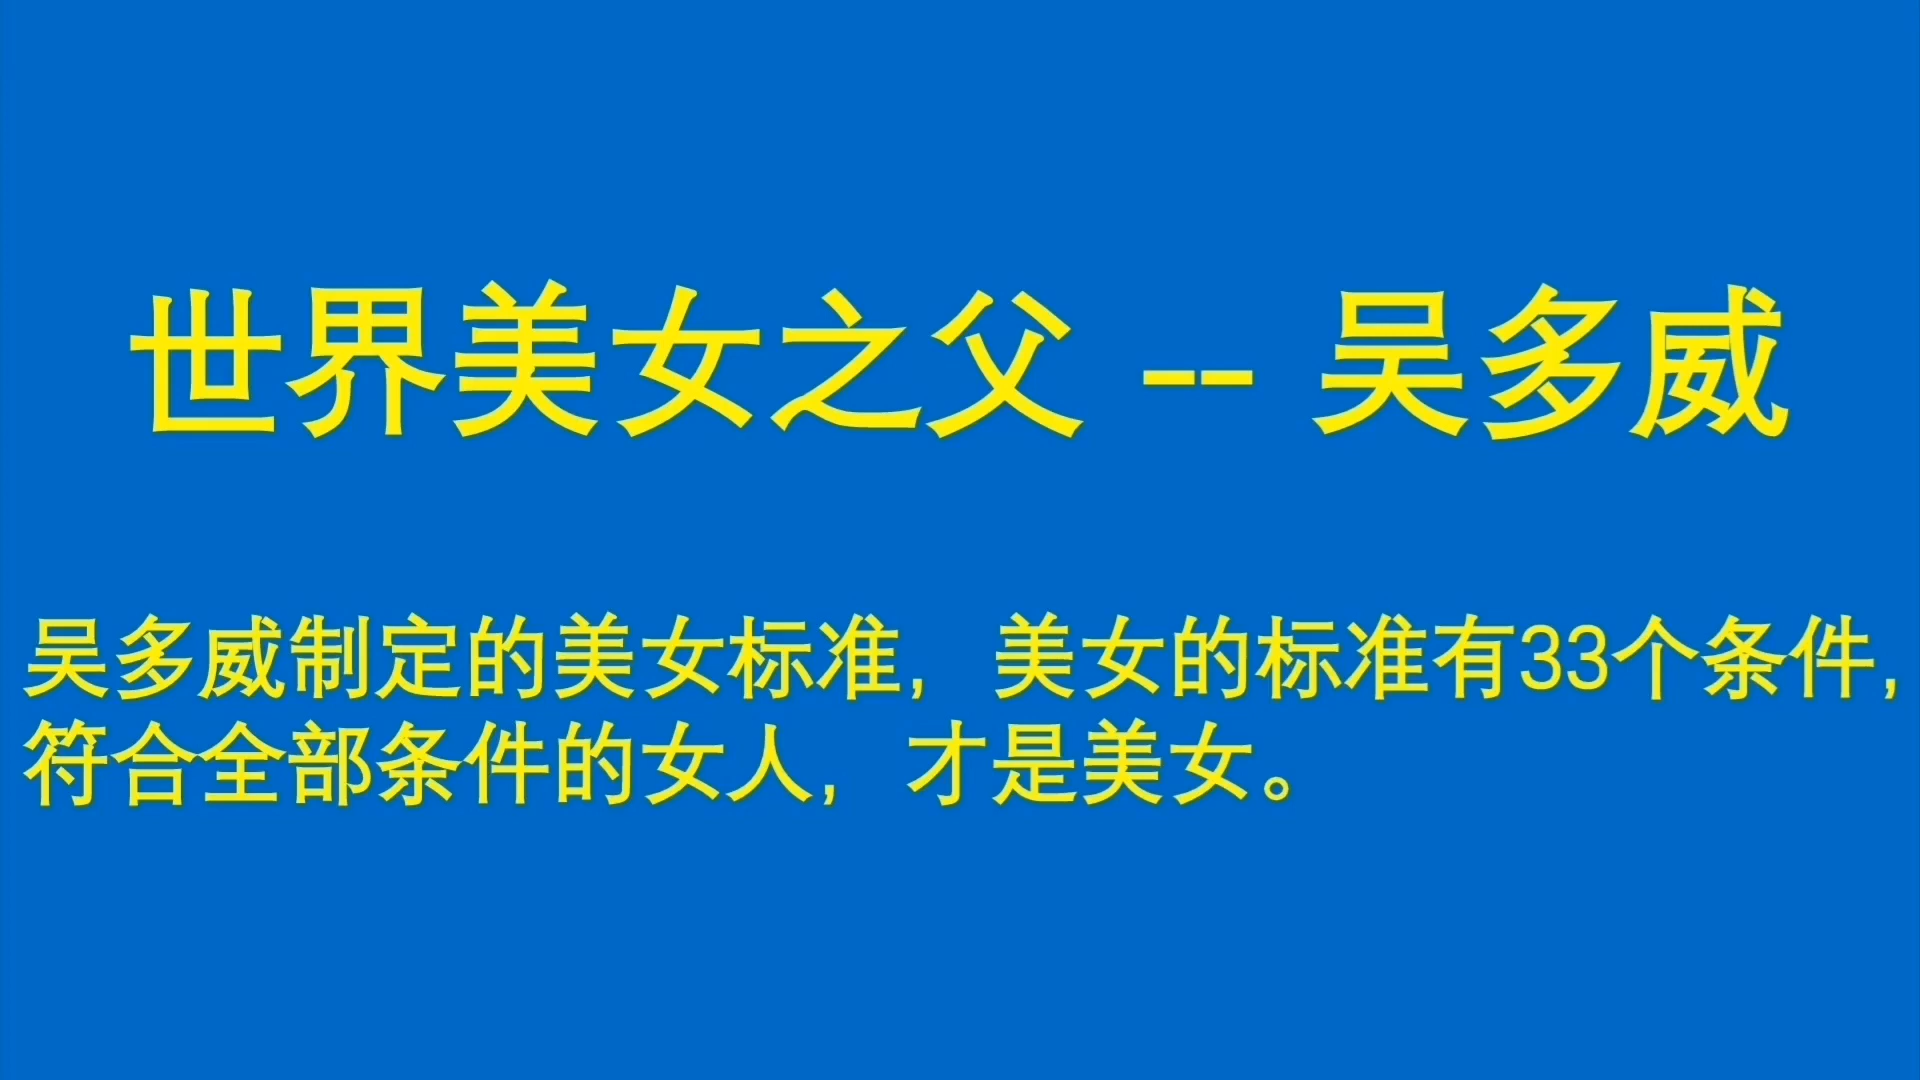 世界美女之父 -- 吴多威
吴多威制定的美女标准，美女的标准有33个条件，
符合全部条件的女人，才是美女。